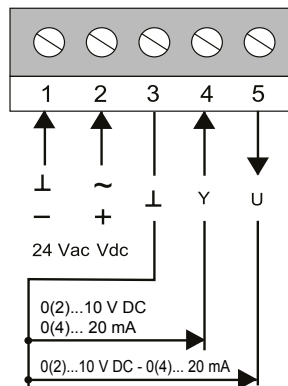 1 2 3 4 5
⊥ ~ ⊥ Y U
− +
24 Vac Vdc
0(2)...10 V DC
0(4)... 20 mA
0(2)...10 V DC - 0(4)... 20 mA